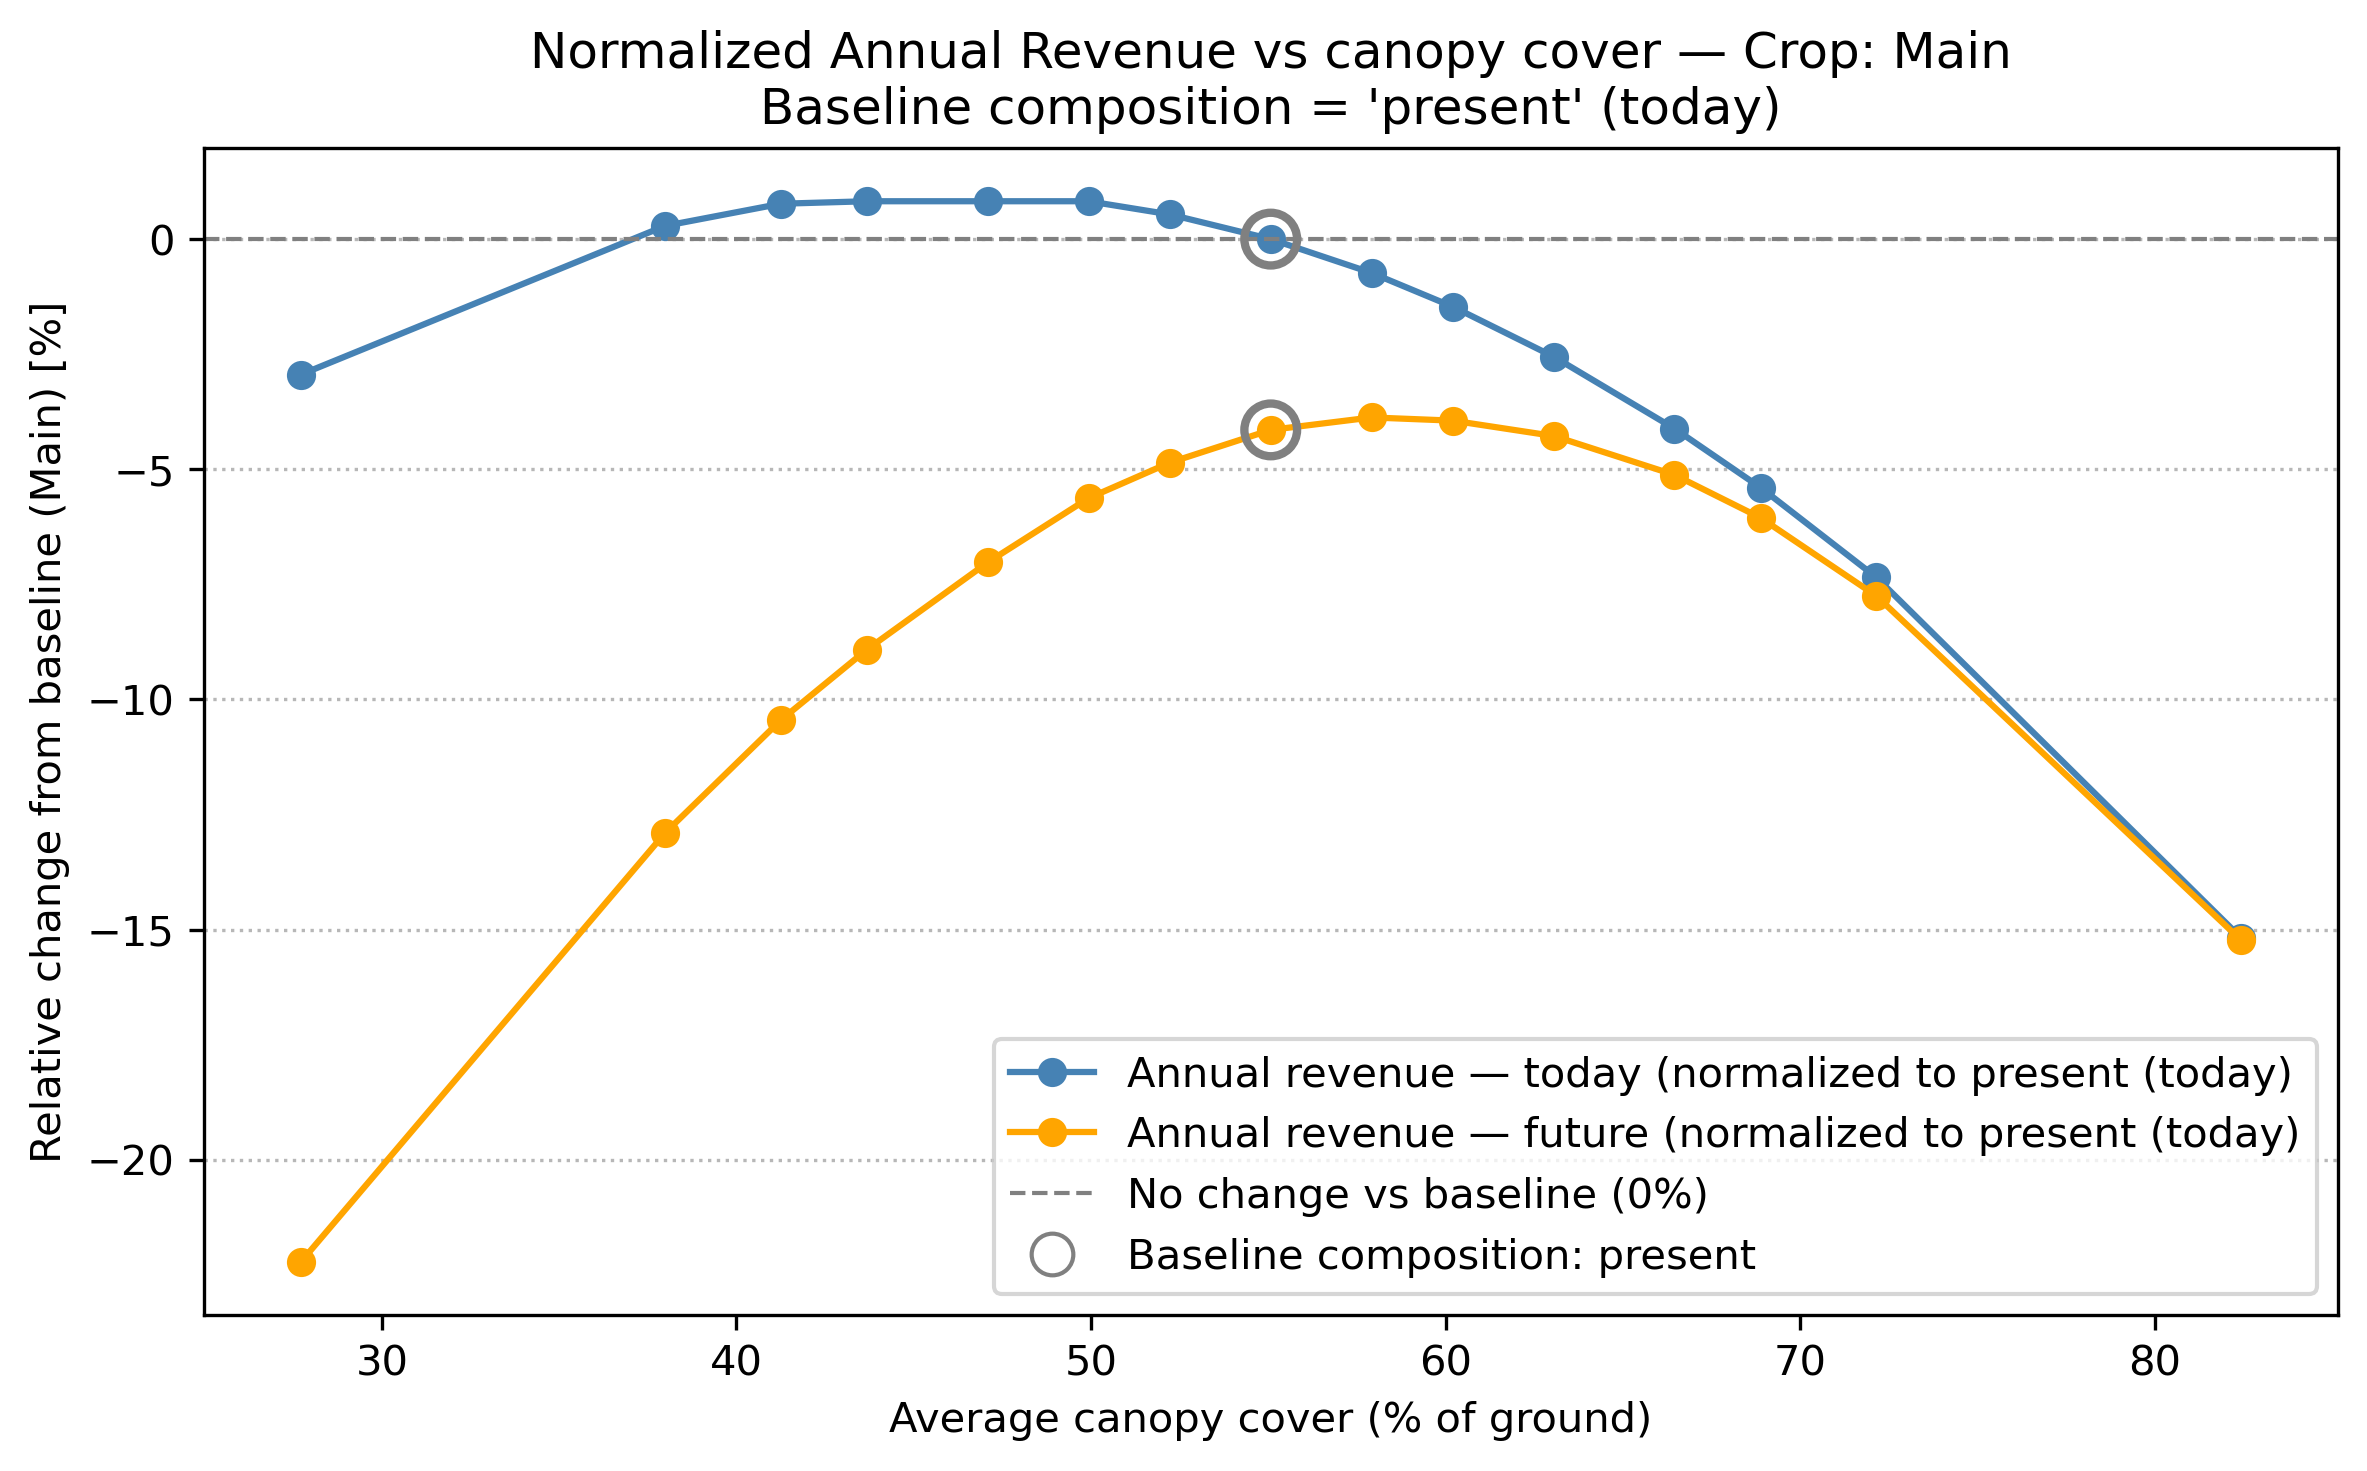 Normalized Annual Revenue vs canopy cover — Crop: Main
Baseline composition = 'present' (today)
Relative change from baseline (Main) [%]
0
−5
−10
−15
−20
Annual revenue — today (normalized to present (today)
Annual revenue — future (normalized to present (today)
No change vs baseline (0%)
Baseline composition: present
30 40 50 60 70 80
Average canopy cover (% of ground)